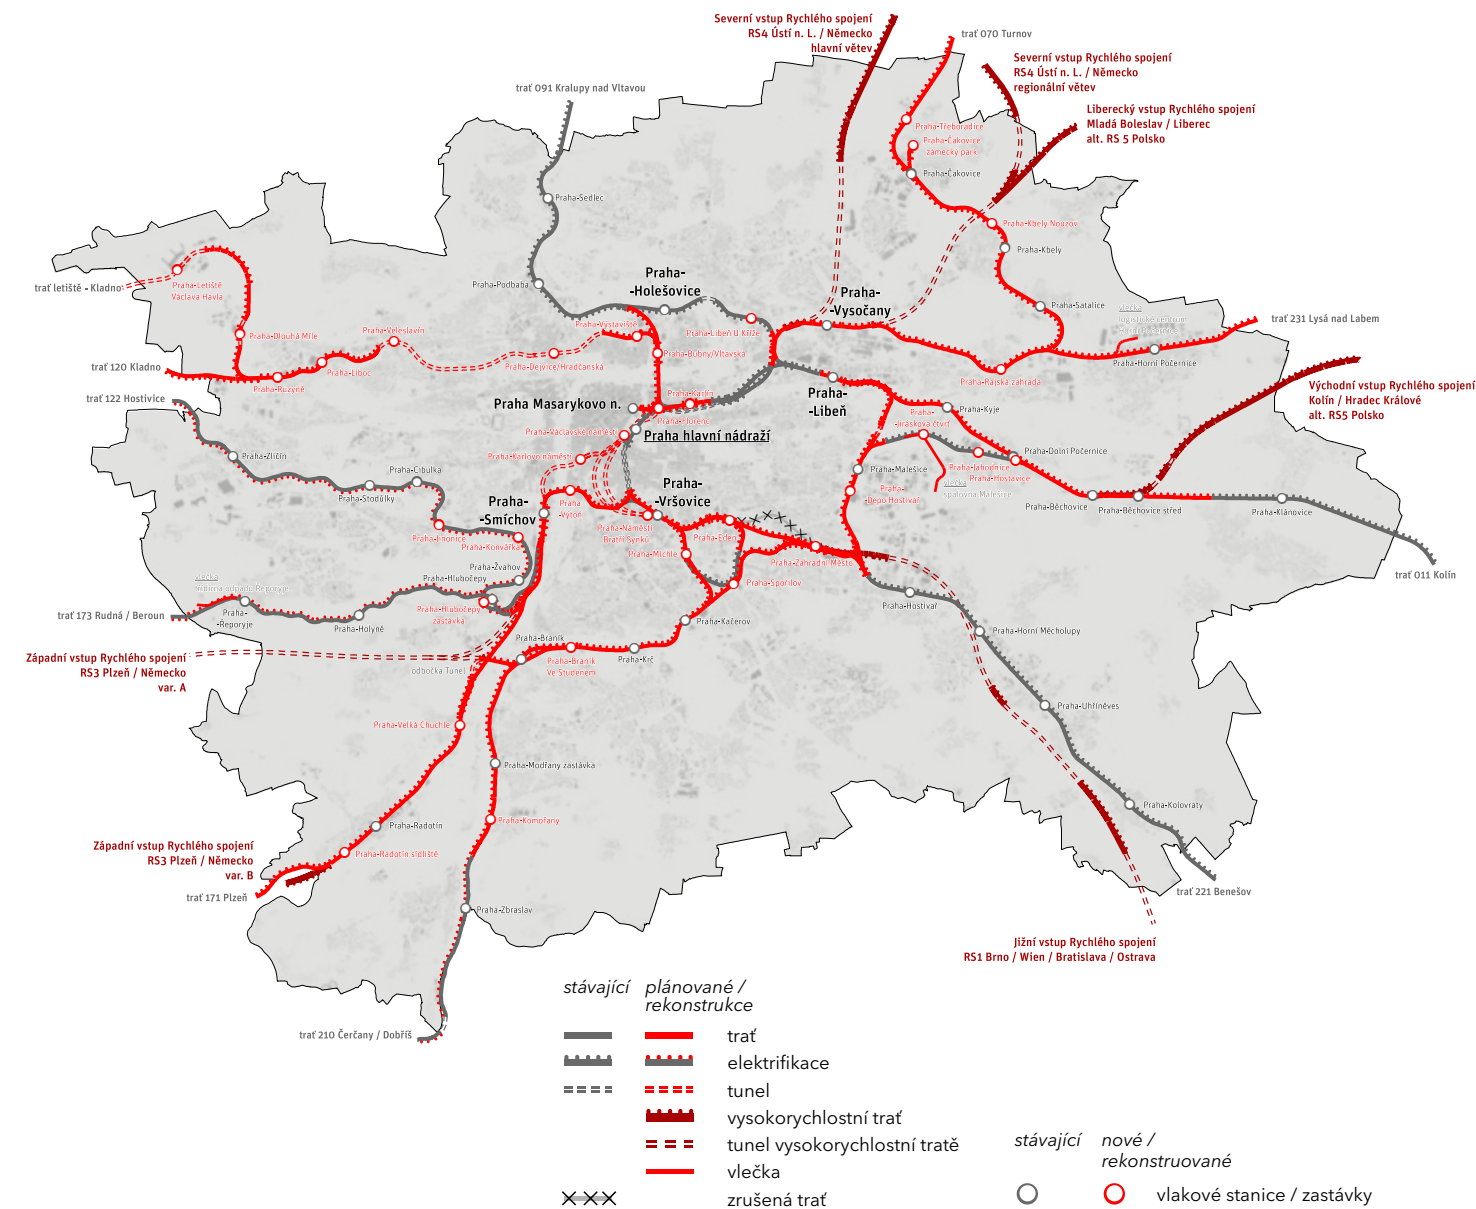 Severní vstup Rychlého spojení
RS4 Ústí n. L. / Německo
hlavní větev
trať 070 Turnov
Severní vstup Rychlého spojení
RS4 Ústí n. L. / Německo
regionální větev
Liberecký vstup Rychlého spojení
Mladá Boleslav / Liberec
alt. RS 5 Polsko
trať 091 Kralupy nad Vltavou
Praha-Třeboradice
Praha-Čakovice
zámecký park
Praha-Čakovice
Praha-Sedlec
Praha-Kbely Nouzov
Praha-Kbely
trať letiště - Kladno
Praha-Letiště
Václava Havla
Praha-Podbaba
Praha-
-Holešovice
Praha-
-Vysočany
Praha-Satalice
vlečka
logistické centrum
Horní Počernice
trať 231 Lysá nad Labem
Praha-Dlouhá Míle
Praha-Veleslavín
Praha-Výstaviště
Praha-Libeň U Kříže
Praha-Bubny/Vltavská
Praha-Dejvice/Hradčanská
Praha-Horní Počernice
trať 120 Kladno
Praha-Liboc
Praha-Ruzyně
Praha-Rajská zahrada
Východní vstup Rychlého spojení
Kolín / Hradec Králové
alt. RS5 Polsko
trať 122 Hostivice
Praha Masarykovo n.
Praha-Karlín
Praha-Florenc
Praha-
-Libeň
Praha-Kyje
Praha-
-Jiráskova čtvrť
Praha-Václavské náměstí
Praha hlavní nádraží
Praha-Zličín
Praha-Cibulka
Praha-Karlovo náměstí
Praha-Dolní Počernice
Praha-Malešice
Praha-Jahodnice
Praha-Hostavice
Praha-Stodůlky
Praha-
-Smíchov
Praha
-Výtoň
Praha-
-Vršovice
Praha-
-Depo Hostivař
vlečka
spalovna Malešice
Praha-Běchovice
Praha-Běchovice střed
Praha-Klánovice
Praha-Jinonice
Praha-Konvářka
Praha-Náměstí
Bratří Synků
Praha-Eden
Praha-Michle
Praha-Zahradní Město
trať 011 Kolín
Praha-Žvahov
Praha-Hlubočepy
Praha-Spořilov
vlečka
drtírna odpadů Řeporyje
Praha-
-Řeporyje
Praha-Hlubočepy
zastávka
Praha-Hostivař
trať 173 Rudná / Beroun
Praha-Holyně
Praha-Kačerov
Praha-Horní Měcholupy
Praha-Braník
Praha-Krč
Západní vstup Rychlého spojení
RS3 Plzeň / Německo
var. A
odbočka Tunel
Praha-Braník
Ve Studeném
Praha-Uhříněves
Praha-Velká Chuchle
Praha-Modřany zastávka
Praha-Kolovraty
Praha-Komořany
Praha-Radotín
Praha-Radotín sídliště
Západní vstup Rychlého spojení
RS3 Plzeň / Německo
var. B
trať 171 Plzeň
trať 221 Benešov
Praha-Zbraslav
Jižní vstup Rychlého spojení
RS1 Brno / Wien / Bratislava / Ostrava
trať 210 Čerčany / Dobříš
stávající
plánované /
rekonstrukce
trať
elektrifikace
tunel
vysokorychlostní trať
tunel vysokorychlostní tratě
vlečka
zrušená trať
stávající
nové /
rekonstruované
vlakové stanice / zastávky